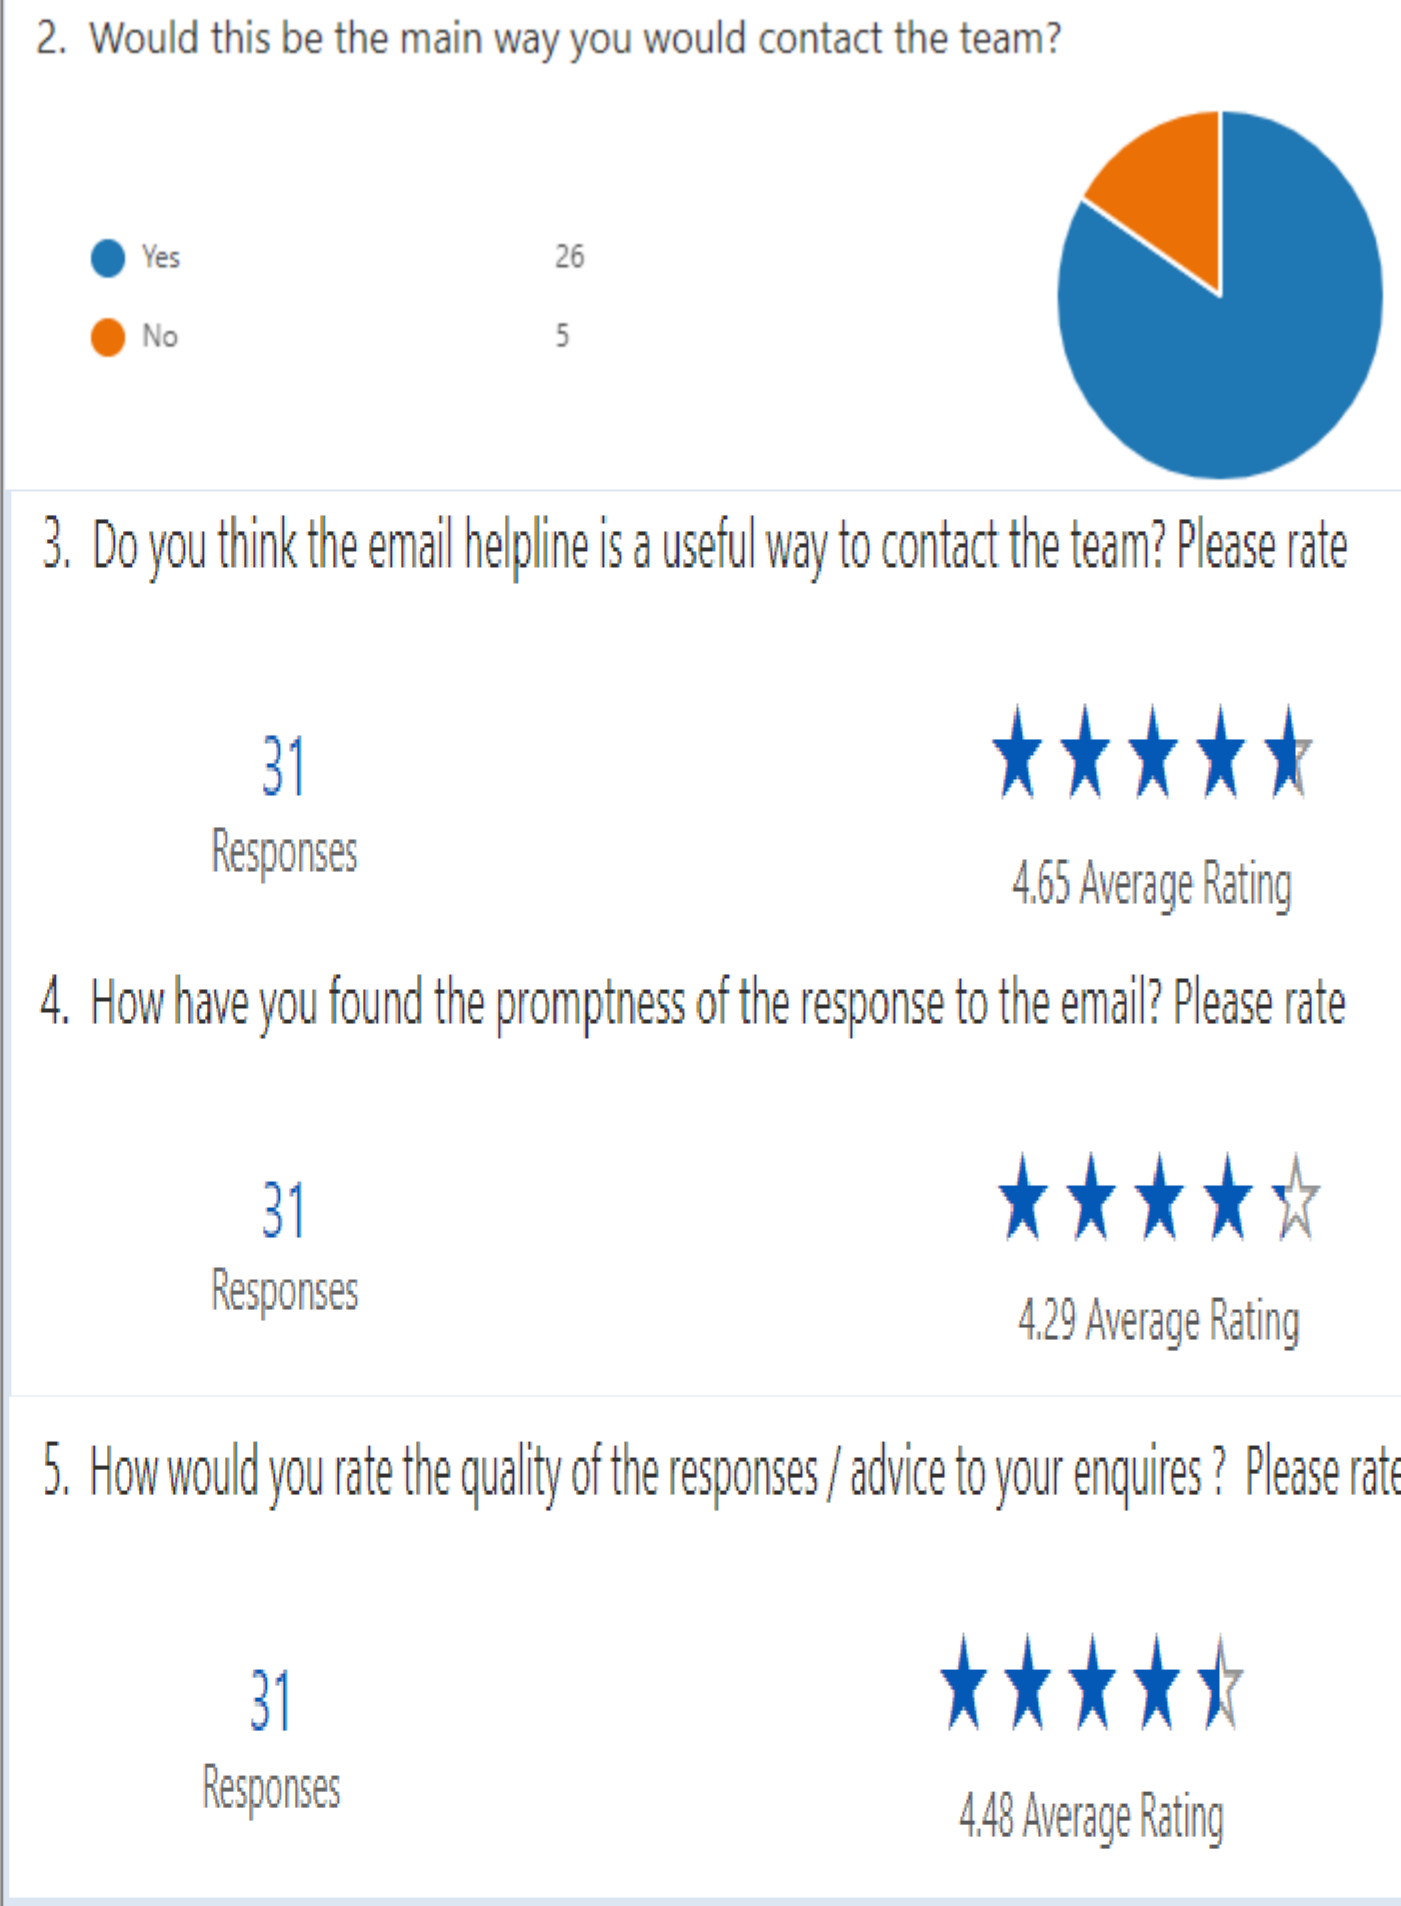 2. Would this be the main way you would contact the team?
Yes 26
No 5
3. Do you think the email helpline is a useful way to contact the team? Please rate
31
Responses
4.65 Average Rating
4. How have you found the promptness of the response to the email? Please rate
31
Responses
4.29 Average Rating
5. How would you rate the quality of the responses / advice to your enquires ? Please rate
31
Responses
4.48 Average Rating